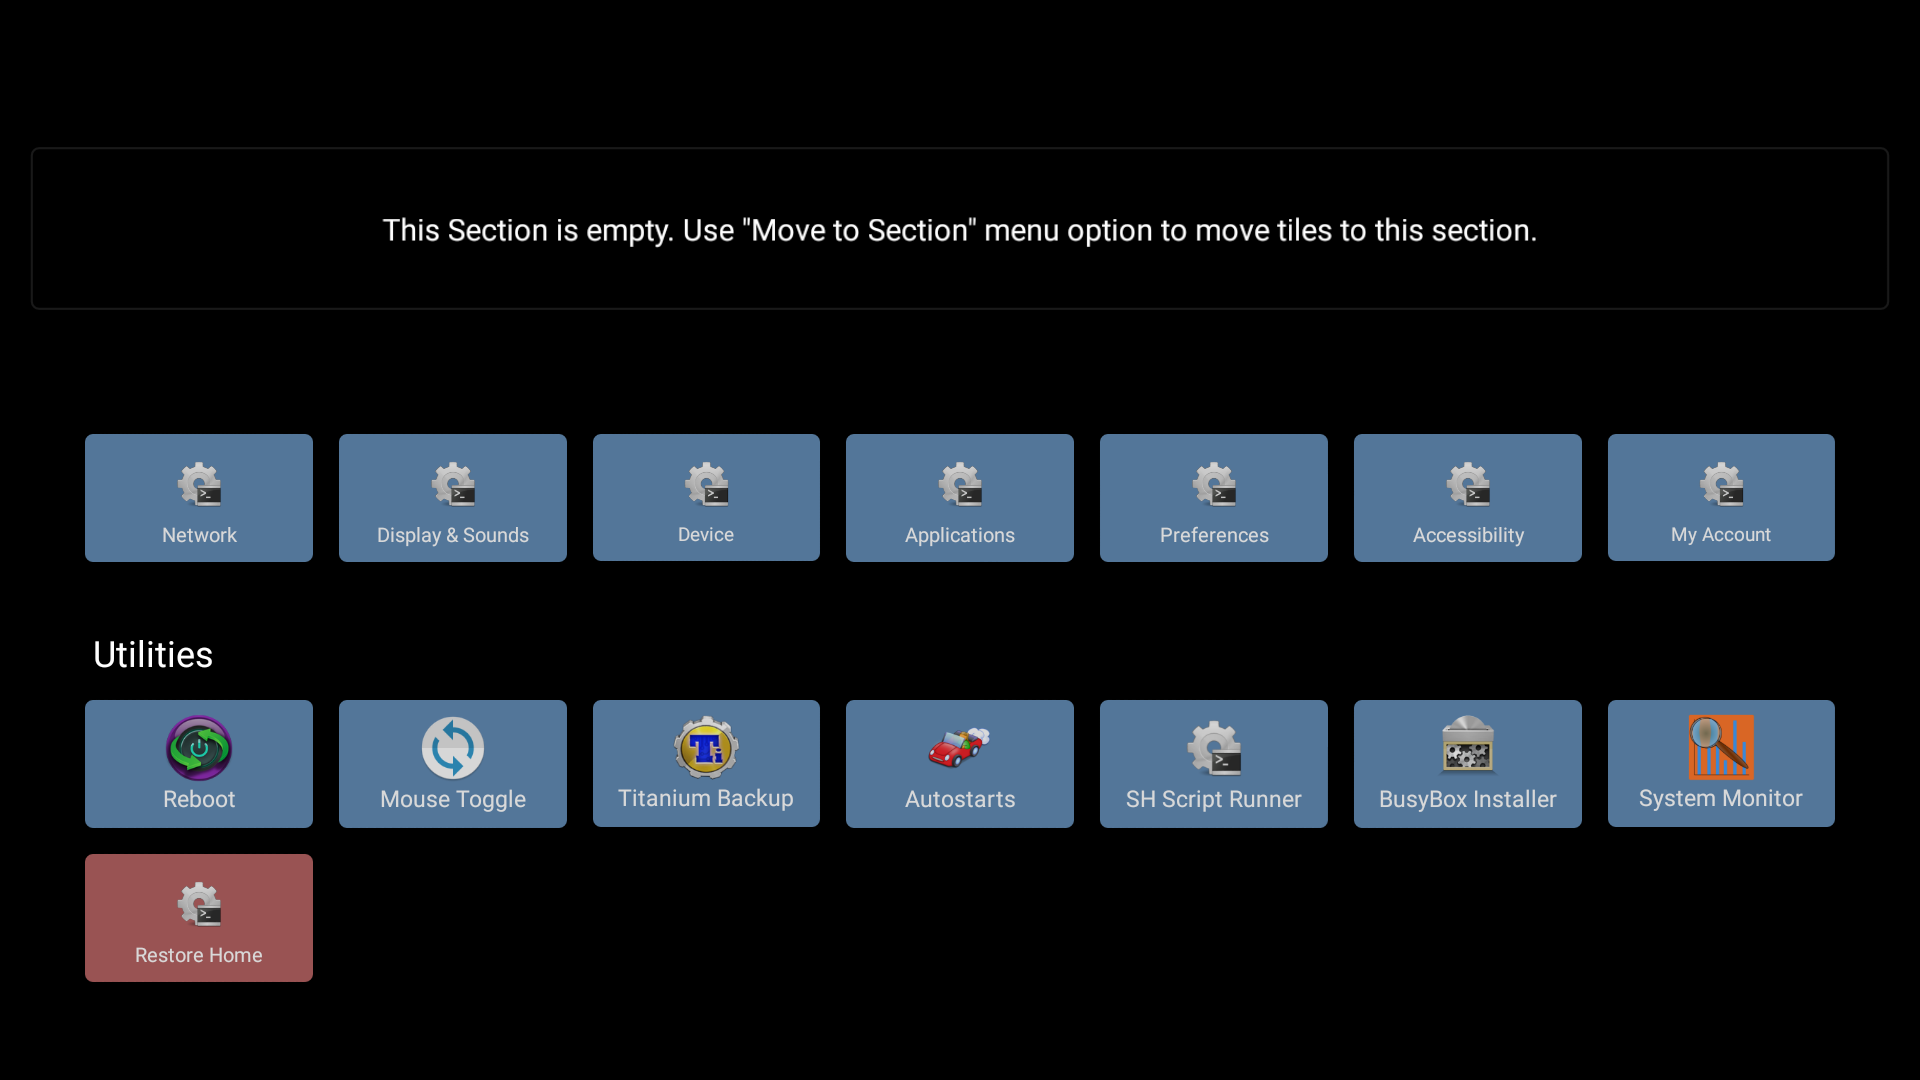 This Section is empty. Use "Move to Section" menu option to move tiles to this section.
Network
Display & Sounds
Device
Applications
Preferences
Accessibility
My Account
Utilities
Reboot
Mouse Toggle
Titanium Backup
Autostarts
SH Script Runner
BusyBox Installer
System Monitor
Restore Home